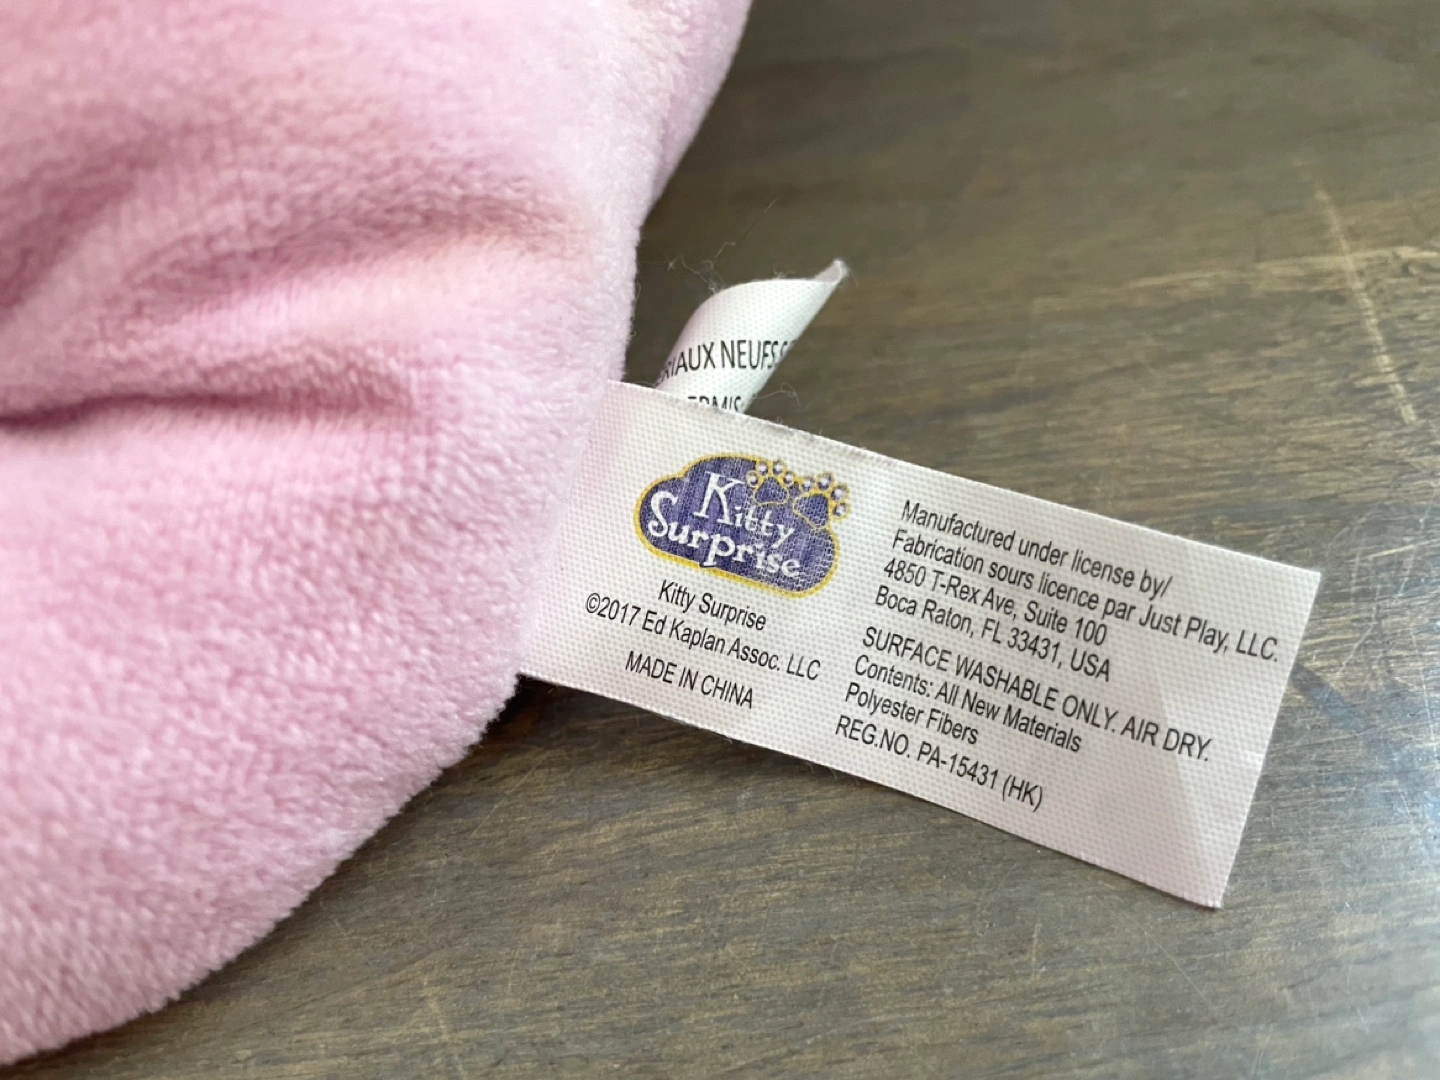 NEUFS
Kitty
Surprise
Kitty Surprise
©2017 Ed Kaplan Assoc. LLC
MADE IN CHINA
Manufactured under license by/
Fabrication sours licence par Just Play, LLC.
4850 T-Rex Ave, Suite 100
Boca Raton, FL 33431, USA
SURFACE WASHABLE ONLY. AIR DRY.
Contents: All New Materials
Polyester Fibers
REG.NO. PA-15431 (HK)